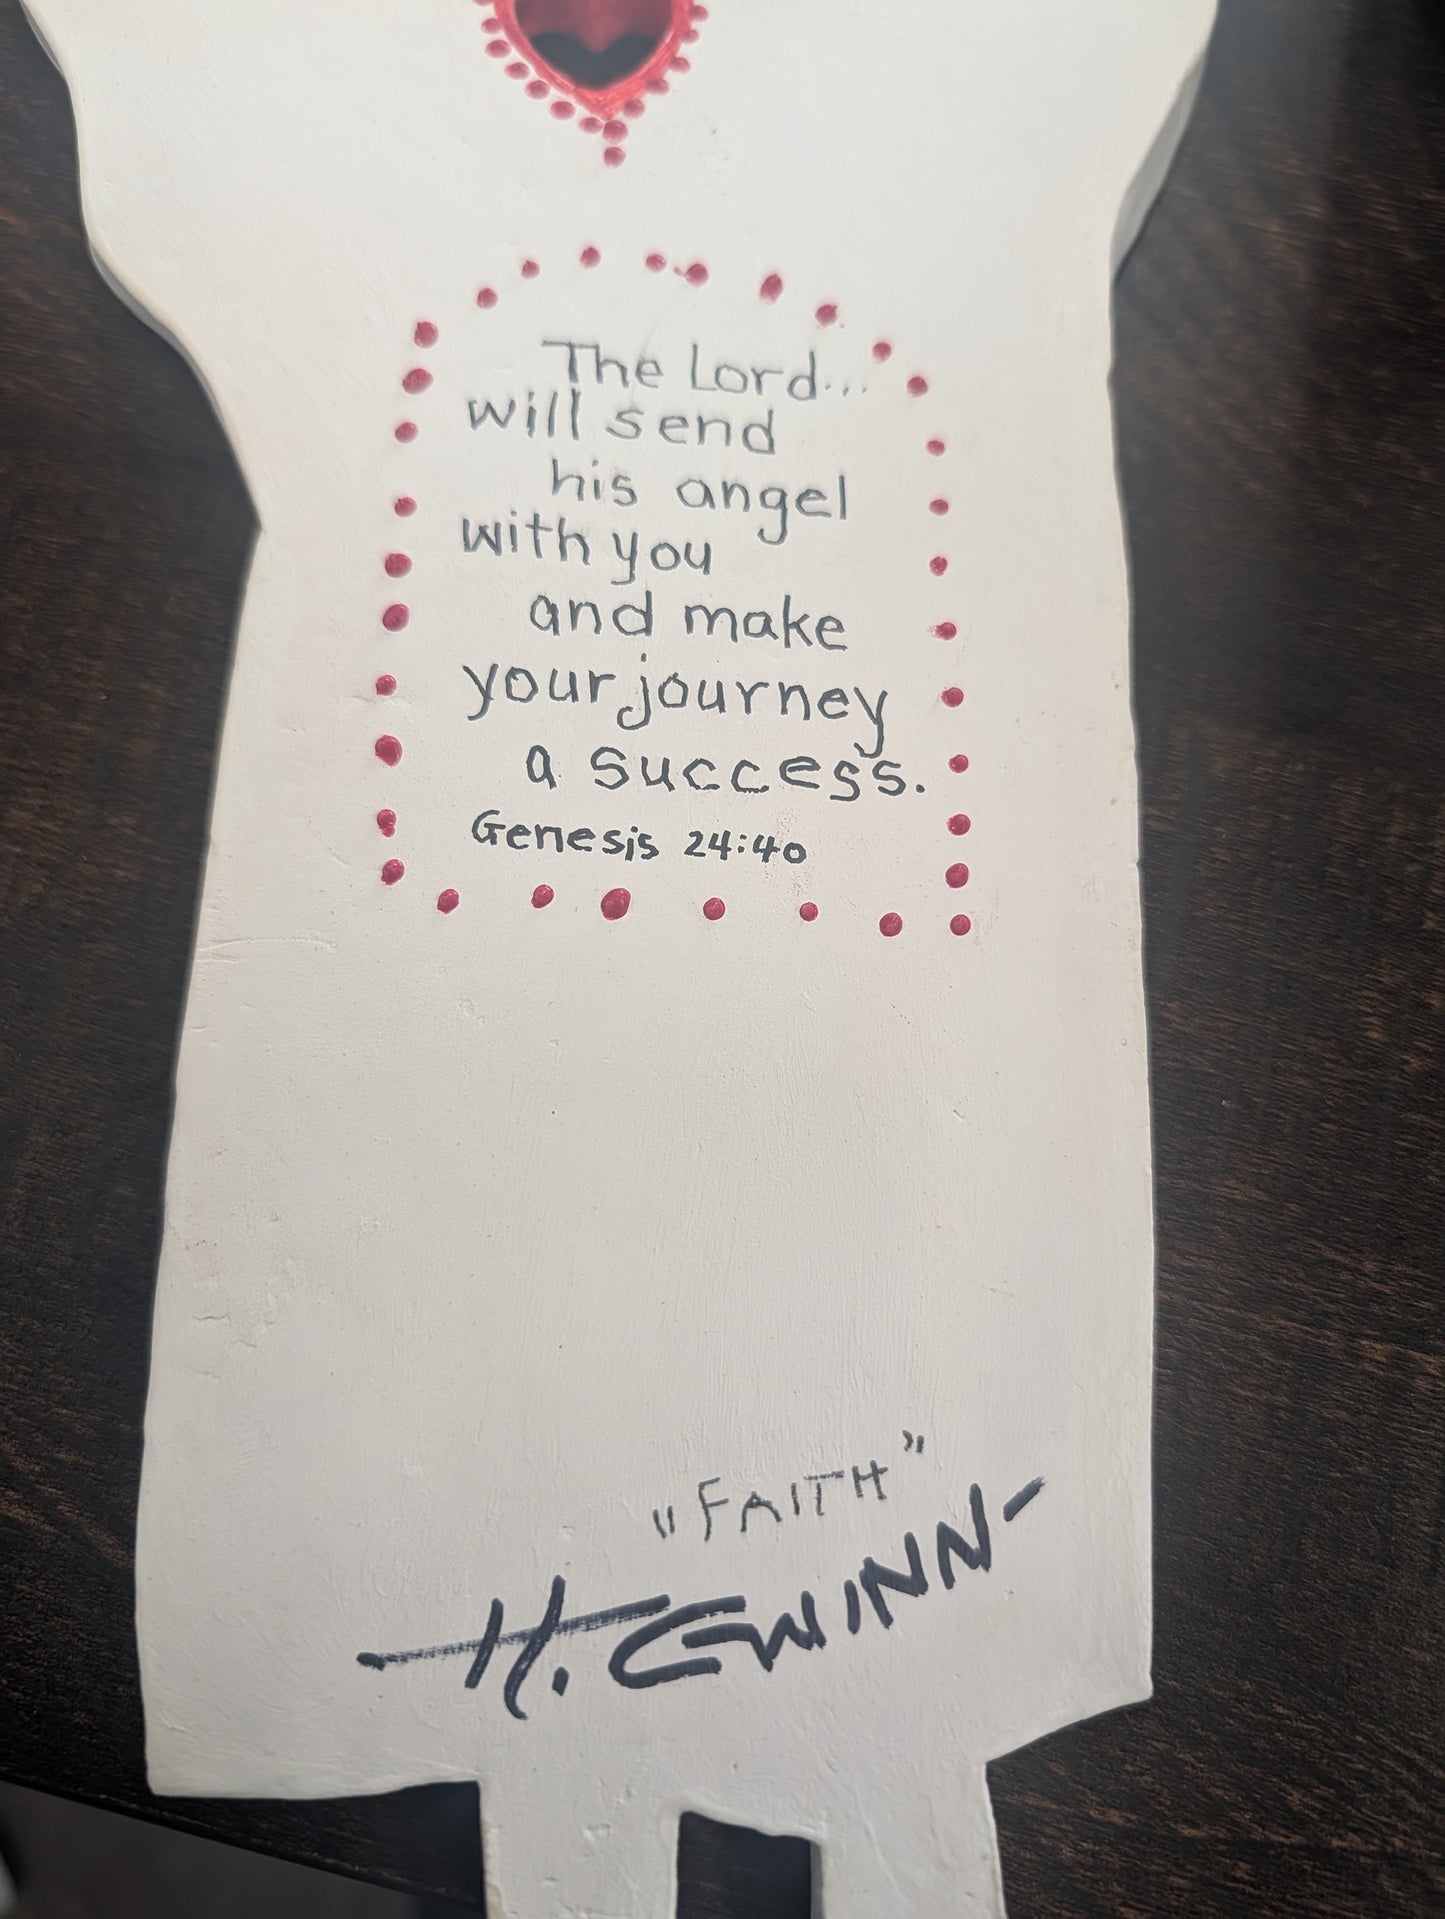 The Lord...
will send
his angel
with you
and make
your journey
a success.
Genesis 24:40
"FAITH"
H. GWINN